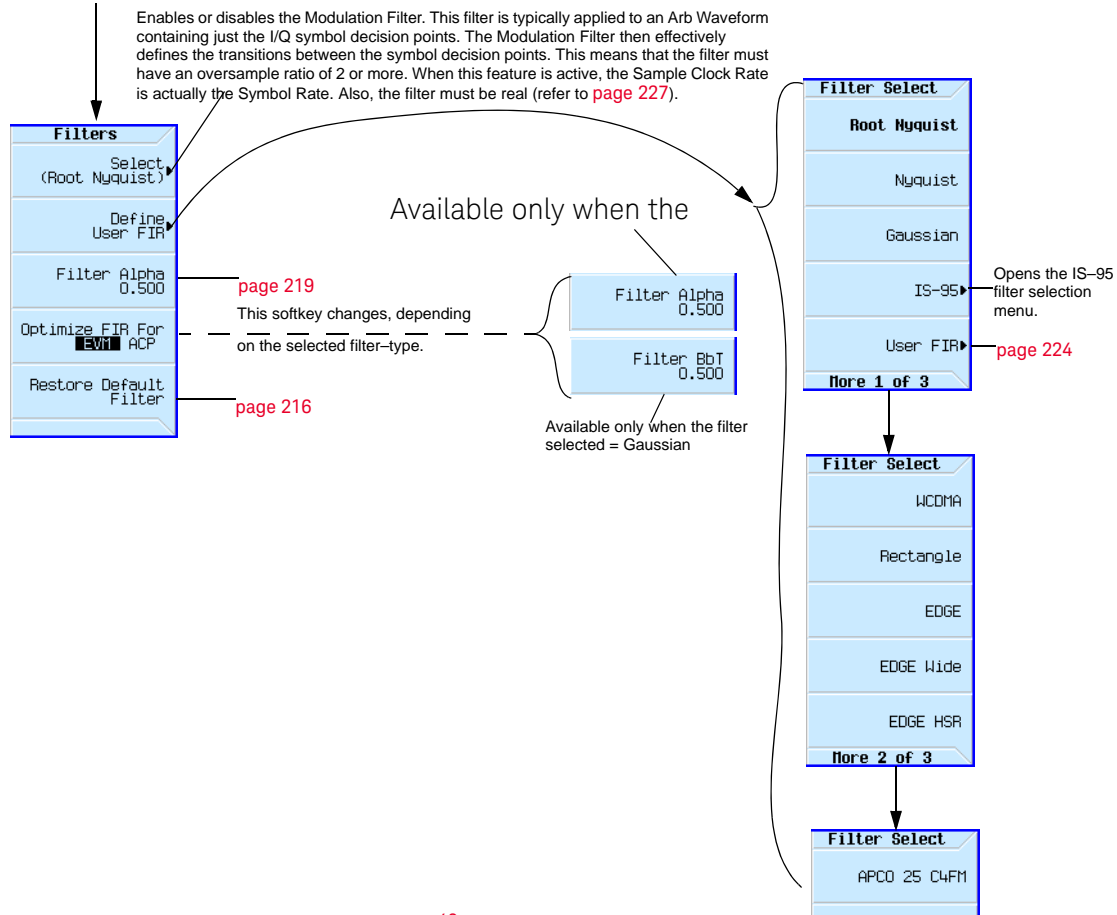 Enables or disables the Modulation Filter. This filter is typically applied to an Arb Waveform
containing just the I/Q symbol decision points. The Modulation Filter then effectively
defines the transitions between the symbol decision points. This means that the filter must
have an oversample ratio of 2 or more. When this feature is active, the Sample Clock Rate
is actually the Symbol Rate. Also, the filter must be real (refer to page 227).
Filters
Select
(Root Nyquist)
Define
User FIR
Filter Alpha
0.500
Optimize FIR For
EVM ACP
Restore Default
Filter
page 219
This softkey changes, depending
on the selected filter–type.
page 216
Available only when the
Filter Alpha
0.500
Filter BbT
0.500
Available only when the filter
selected = Gaussian
Filter Select
Root Nyquist
Nyquist
Gaussian
IS-95
User FIR
More 1 of 3
Opens the IS–95
filter selection
menu.
page 224
Filter Select
WCDMA
Rectangle
EDGE
EDGE Wide
EDGE HSR
More 2 of 3
Filter Select
APCO 25 C4FM